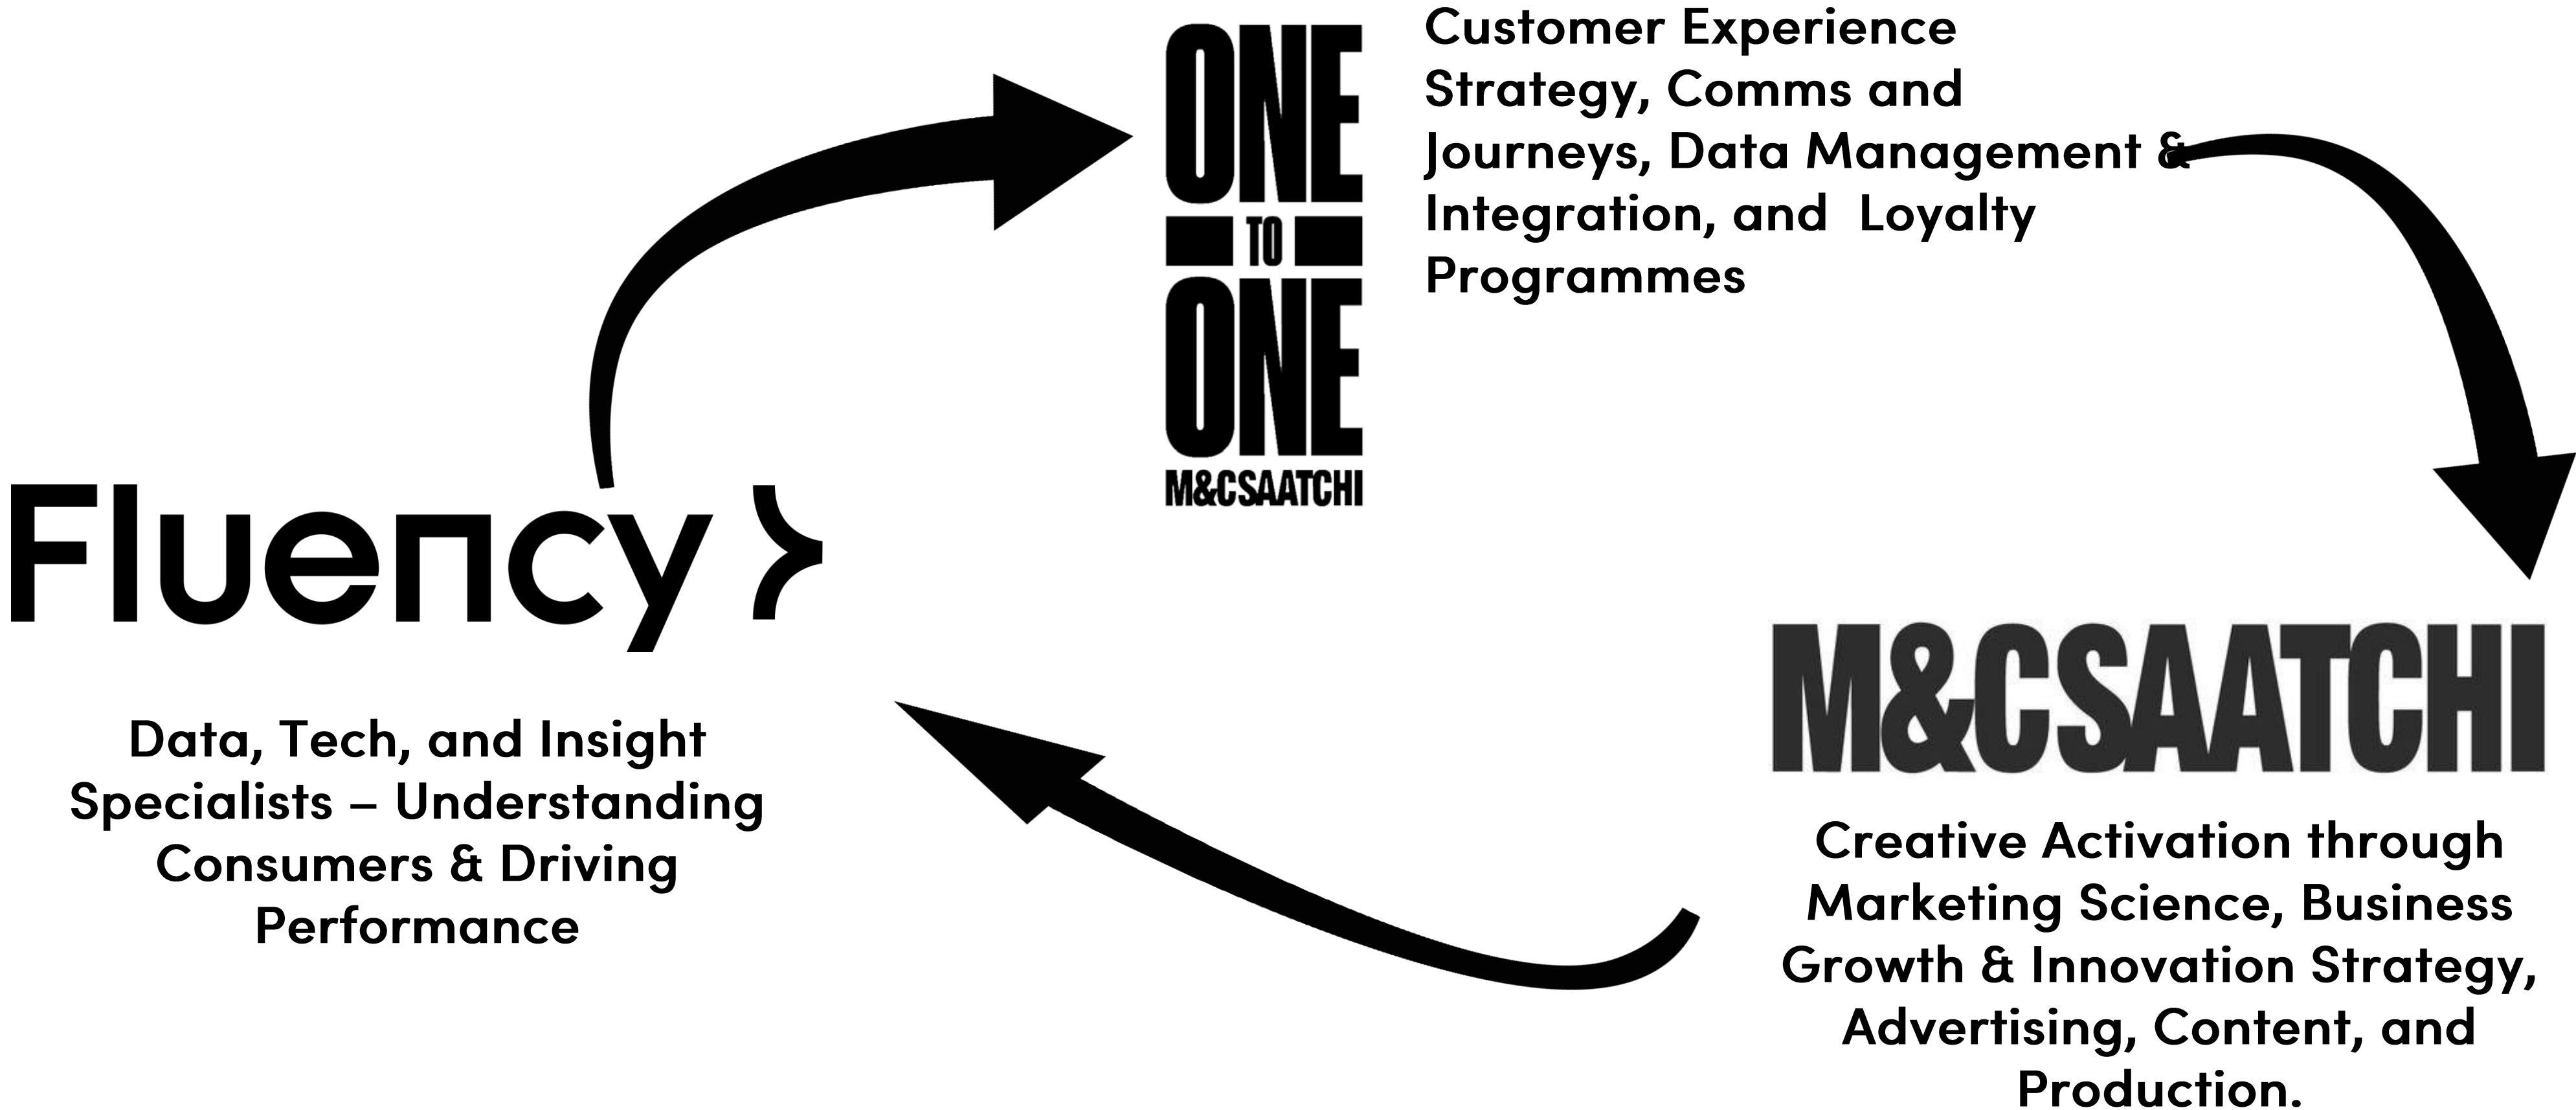 ONE
TO
ONE
M&CSAATCHI
Customer Experience
Strategy, Comms and
Journeys, Data Management &
Integration, and  Loyalty
Programmes
Fluency
Data, Tech, and Insight
Specialists – Understanding
Consumers & Driving
Performance
M&CSAATCHI
Creative Activation through
Marketing Science, Business
Growth & Innovation Strategy,
Advertising, Content, and
Production.